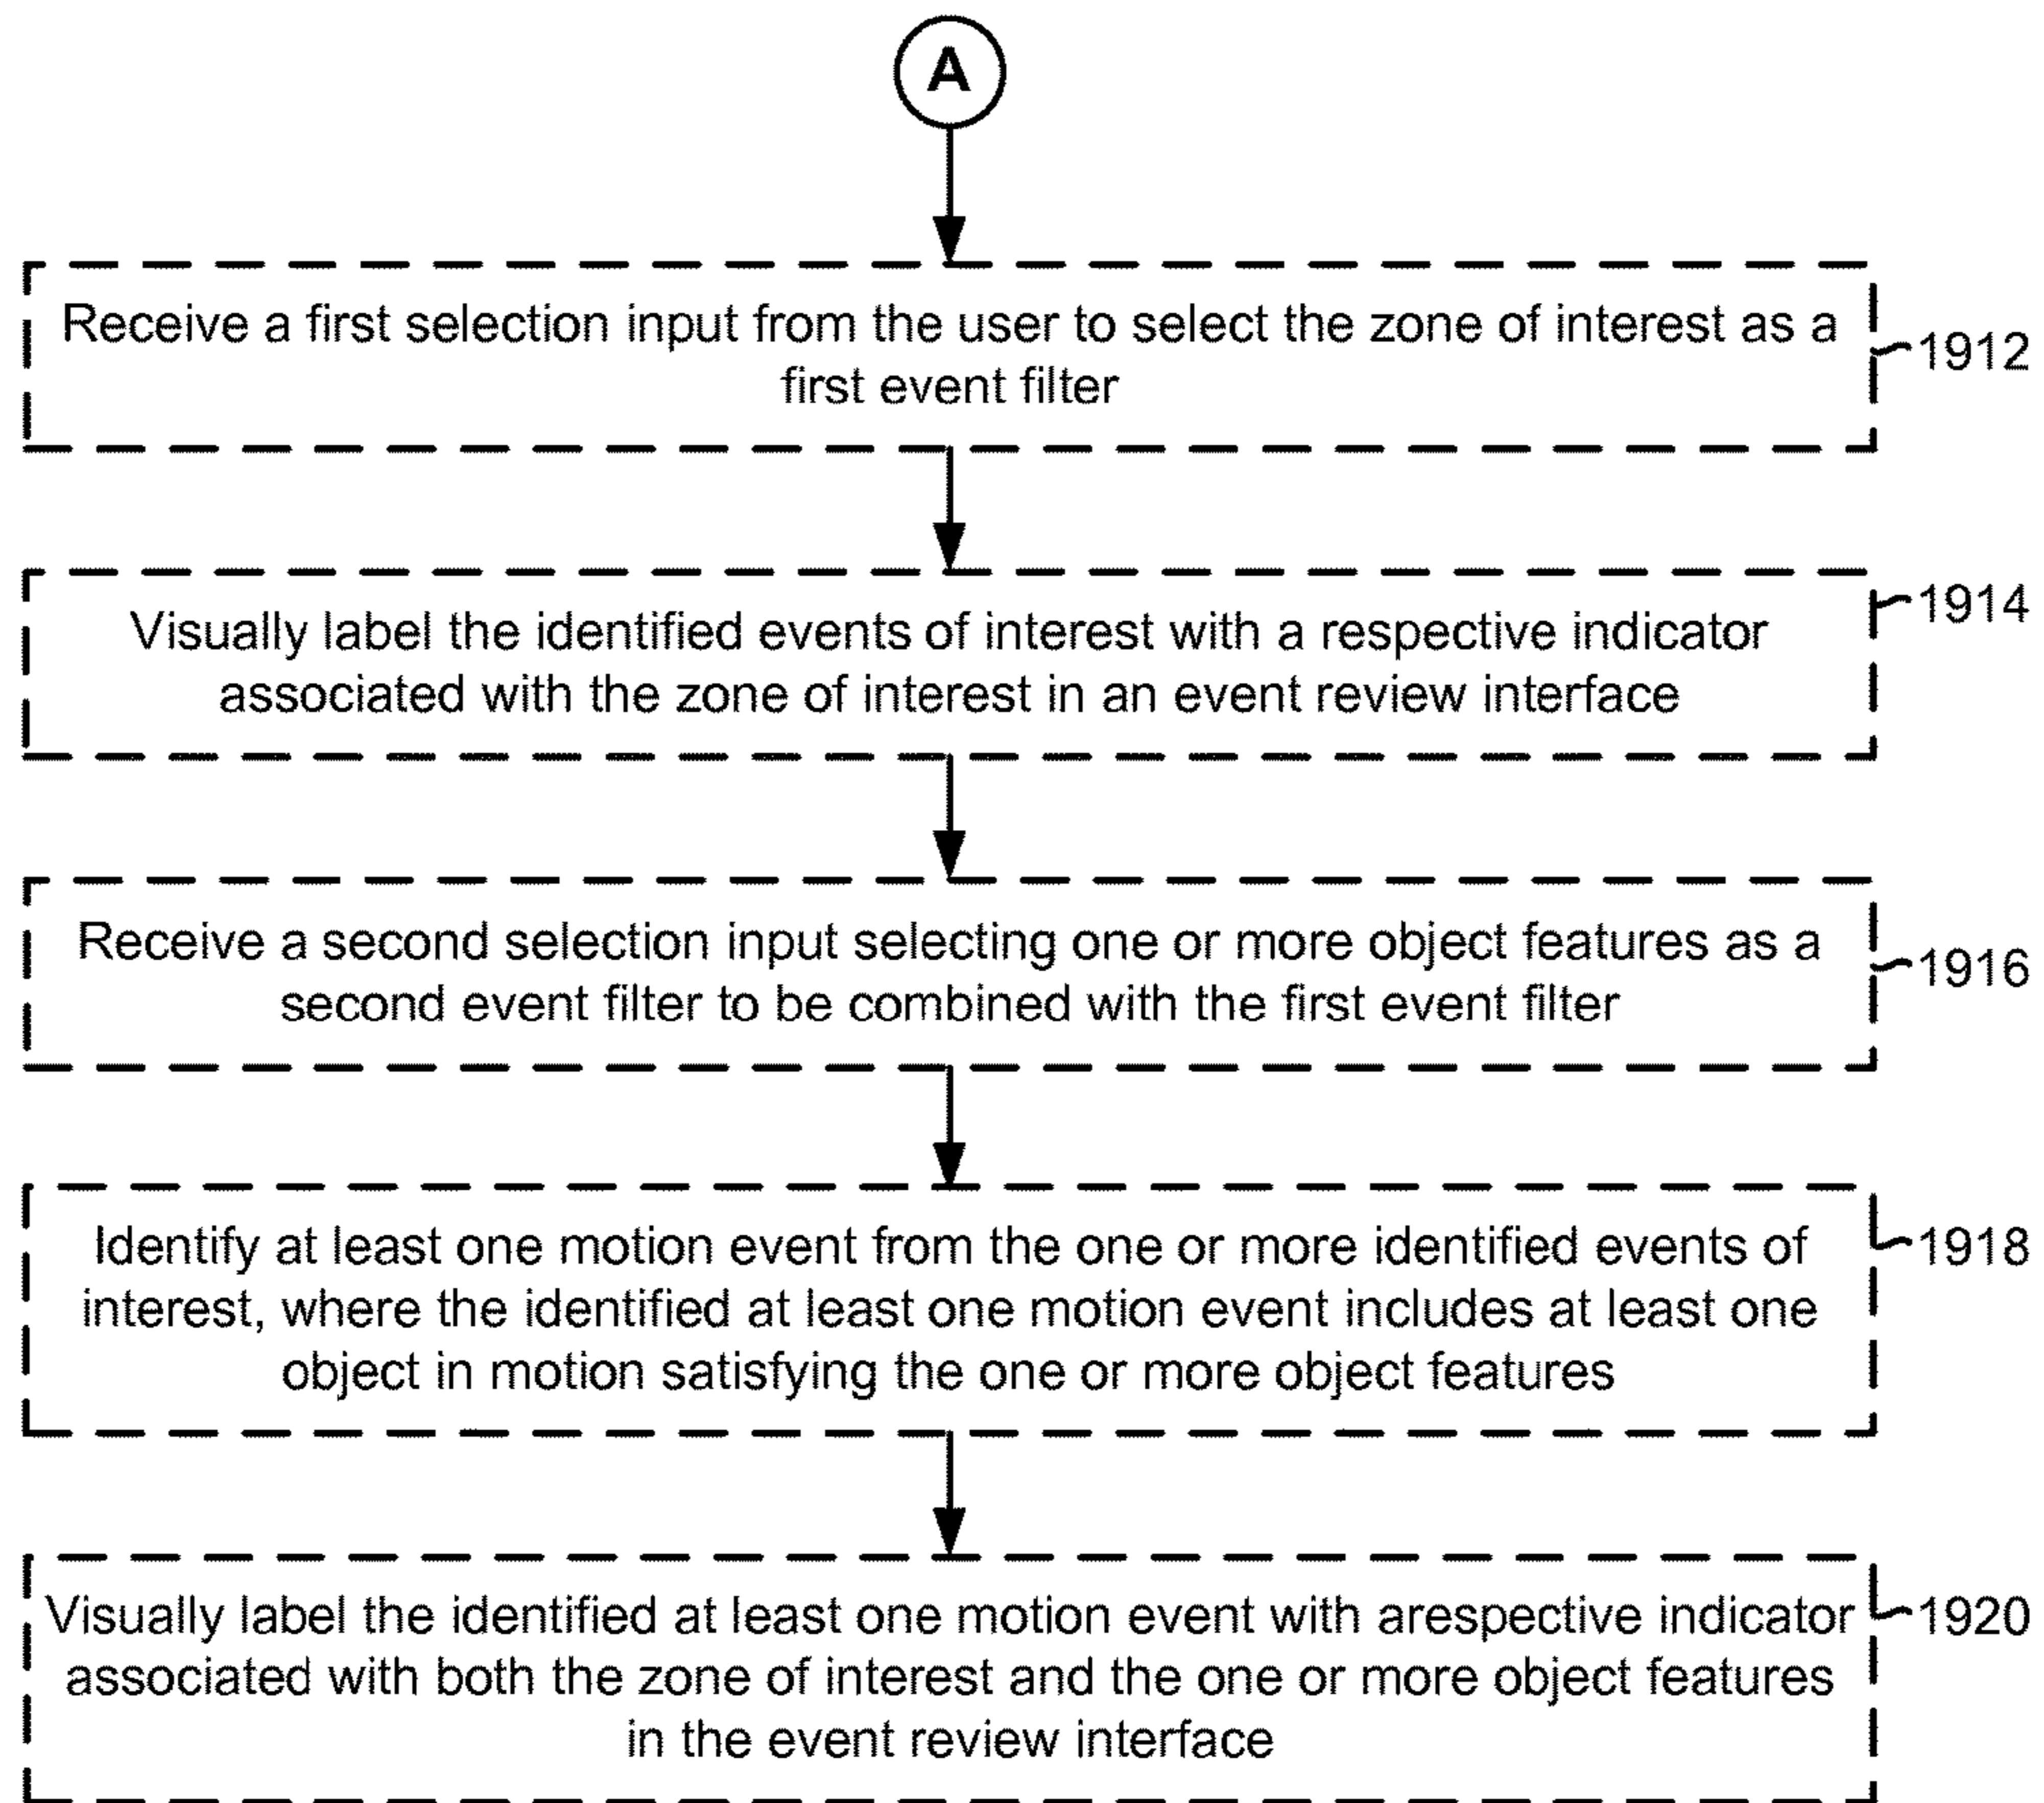 A
Receive a first selection input from the user to select the zone of interest as a
first event filter
1912
Visually label the identified events of interest with a respective indicator
associated with the zone of interest in an event review interface
1914
Receive a second selection input selecting one or more object features as a
second event filter to be combined with the first event filter
1916
Identify at least one motion event from the one or more identified events of
interest, where the identified at least one motion event includes at least one
object in motion satisfying the one or more object features
1918
Visually label the identified at least one motion event with arespective indicator
associated with both the zone of interest and the one or more object features
in the event review interface
1920